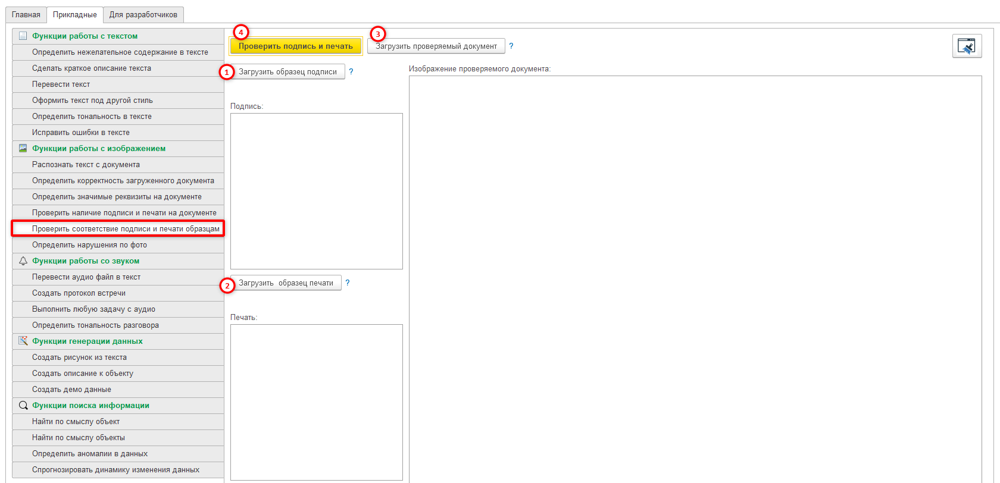 Главная
Прикладные
Для разработчиков
Функции работы с текстом
Определить нежелательное содержание в тексте
Сделать краткое описание текста
Перевести текст
Оформить текст под другой стиль
Определить тональность в тексте
Исправить ошибки в тексте
Функции работы с изображением
Распознать текст с документа
Определить корректность загруженного документа
Определить значимые реквизиты на документе
Проверить наличие подписи и печати на документе
Проверить соответствие подписи и печати образцам
Определить нарушения по фото
Функции работы со звуком
Перевести аудио файл в текст
Создать протокол встречи
Выполнить любую задачу с аудио
Определить тональность разговора
Функции генерации данных
Создать рисунок из текста
Создать описание к объекту
Создать демо данные
Функции поиска информации
Найти по смыслу объект
Найти по смыслу объекты
Определить аномалии в данных
Спрогнозировать динамику изменения данных
4
Проверить подпись и печать
3
Загрузить проверяемый документ ?
1
Загрузить образец подписи ?
Подпись:
2
Загрузить образец печати ?
Печать:
Изображение проверяемого документа: